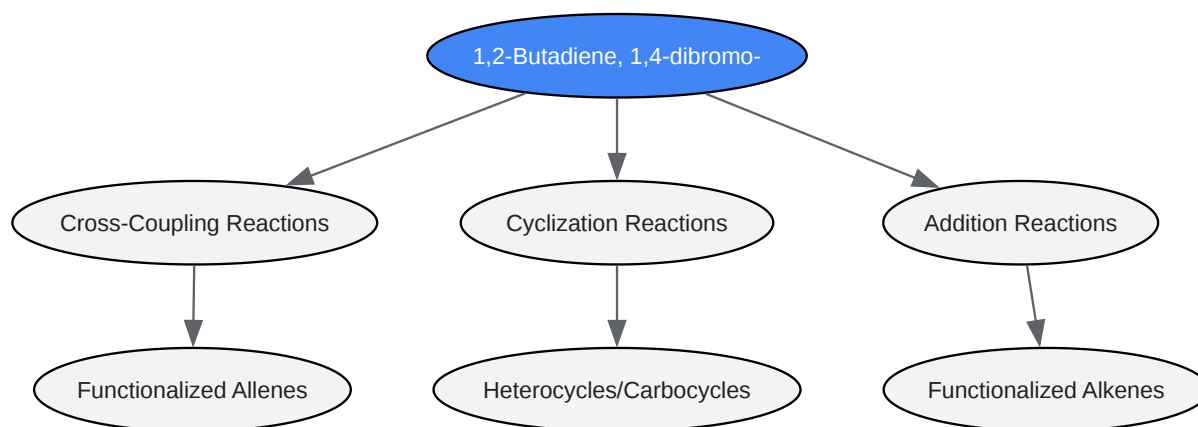 1,2-Butadiene, 1,4-dibromo-
Cross-Coupling Reactions
Cyclization Reactions
Addition Reactions
Functionalized Allenes
Heterocycles/Carbocycles
Functionalized Alkenes